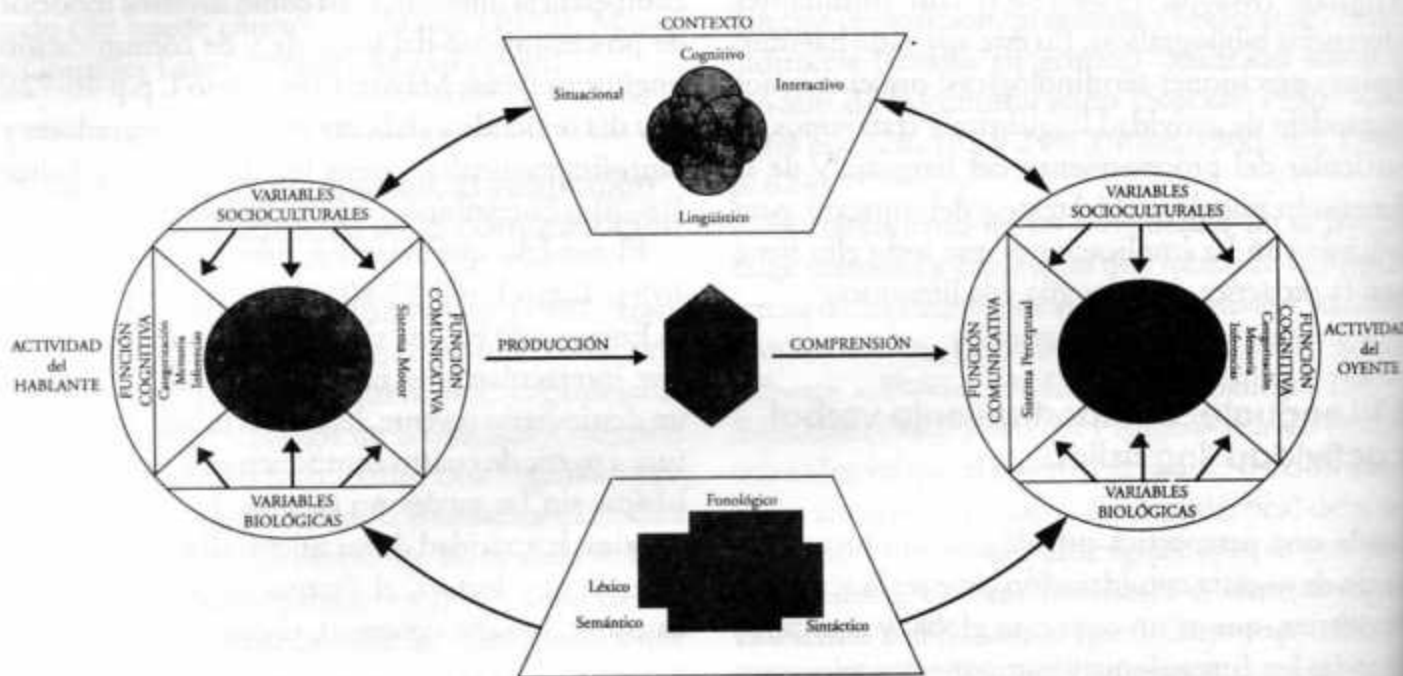 CONTEXTO
Cognitivo
Situacional
Interactivo
Lingüístico
VARIABLES
SOCIOCULTURALES
ACTIVIDAD
del
HABLANTE
FUNCIÓN
COGNITIVA
Categorización
Memoria
Inferencias
FUNCIÓN
COMUNICATIVA
Sistema Motor
VARIABLES
BIOLÓGICAS
PRODUCCIÓN
COMPRENSIÓN
VARIABLES
SOCIOCULTURALES
FUNCIÓN
COMUNICATIVA
Sistema Perceptual
FUNCIÓN
COGNITIVA
Categorización
Memoria
Inferencias
ACTIVIDAD
del
OYENTE
VARIABLES
BIOLÓGICAS
Fonológico
Léxico
Semántico
Sintáctico